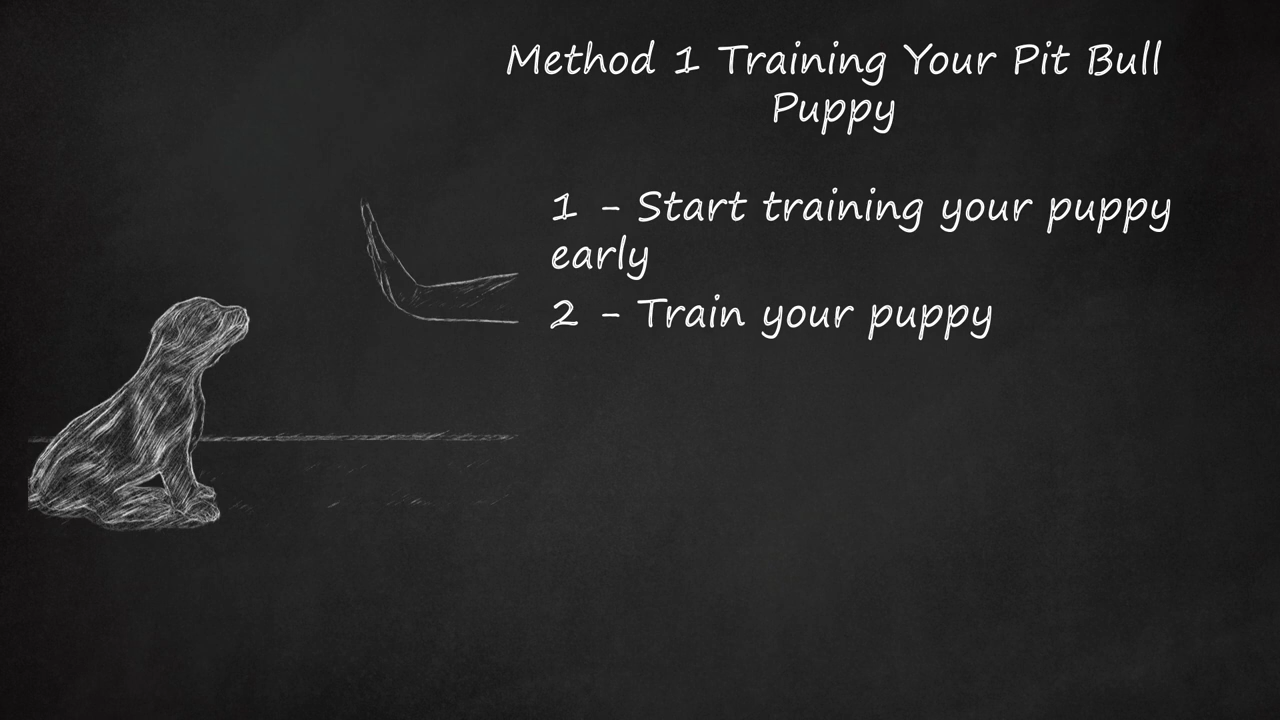 Method 1 Training Your Pit Bull
Puppy
1 - Start training your puppy
early
2 - Train your puppy